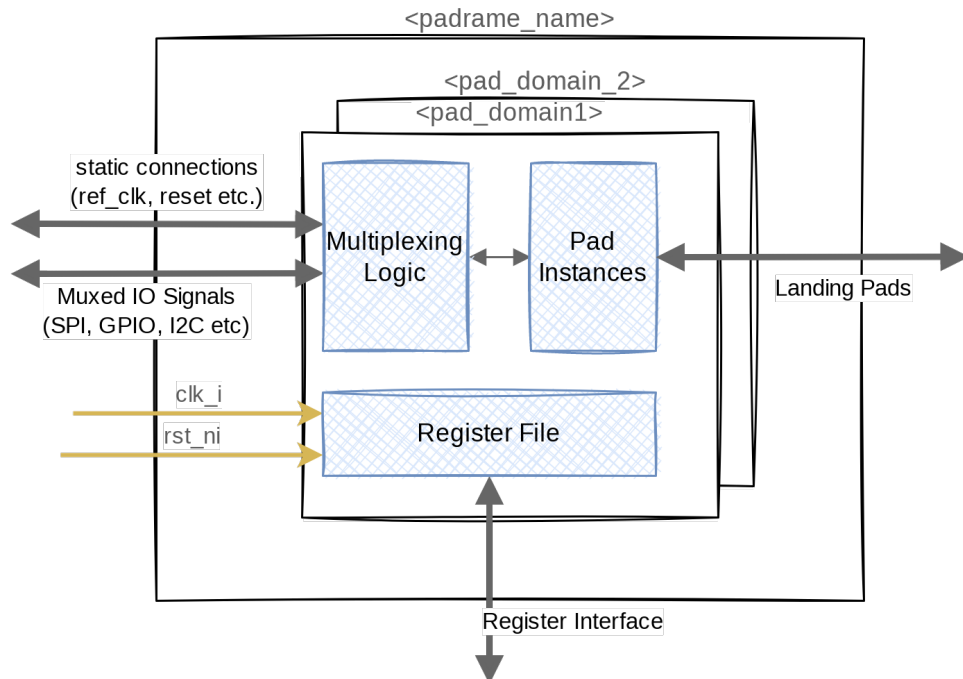 <padrame_name>
<pad_domain_2>
<pad_domain1>
static connections
(ref_clk, reset etc.)
Multiplexing
Logic
Pad
Instances
Muxed IO Signals
(SPI, GPIO, I2C etc)
Landing Pads
clk_i
rst_ni
Register File
Register Interface